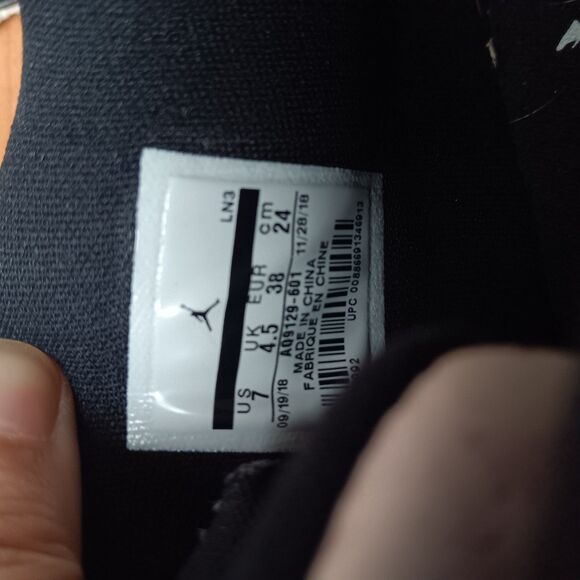 LN3
US UK EUR cm
7 4.5 38 24
09/19/18 AQ9129-601 11/28/18
MADE IN CHINA
FABRIQUE EN CHINE
UPC 00886691346913